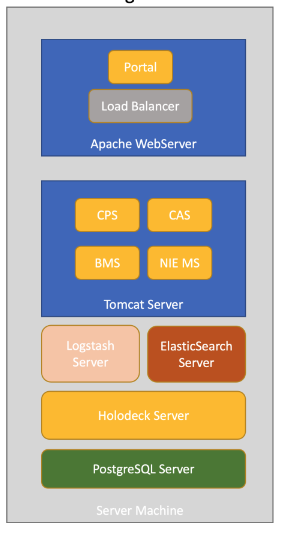 Portal
Load Balancer
Apache WebServer
CPS
CAS
BMS
NIE MS
Tomcat Server
Logstash
Server
ElasticSearch
Server
Holodeck Server
PostgreSQL Server
Server Machine